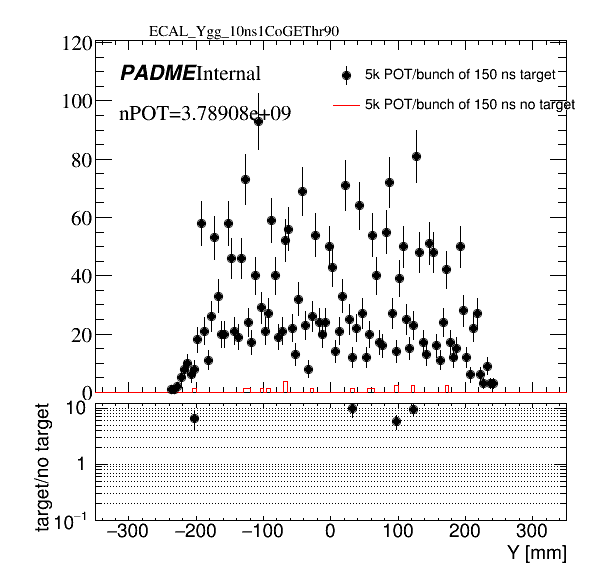 ECAL_Ygg_10ns1CoGEThr90
PADME Internal
nPOT=3.78908e+09
5k POT/bunch of 150 ns target
5k POT/bunch of 150 ns no target
120
100
80
60
40
20
0
10
1
10⁻¹
target/no target
−300 −200 −100 0 100 200 300
Y [mm]